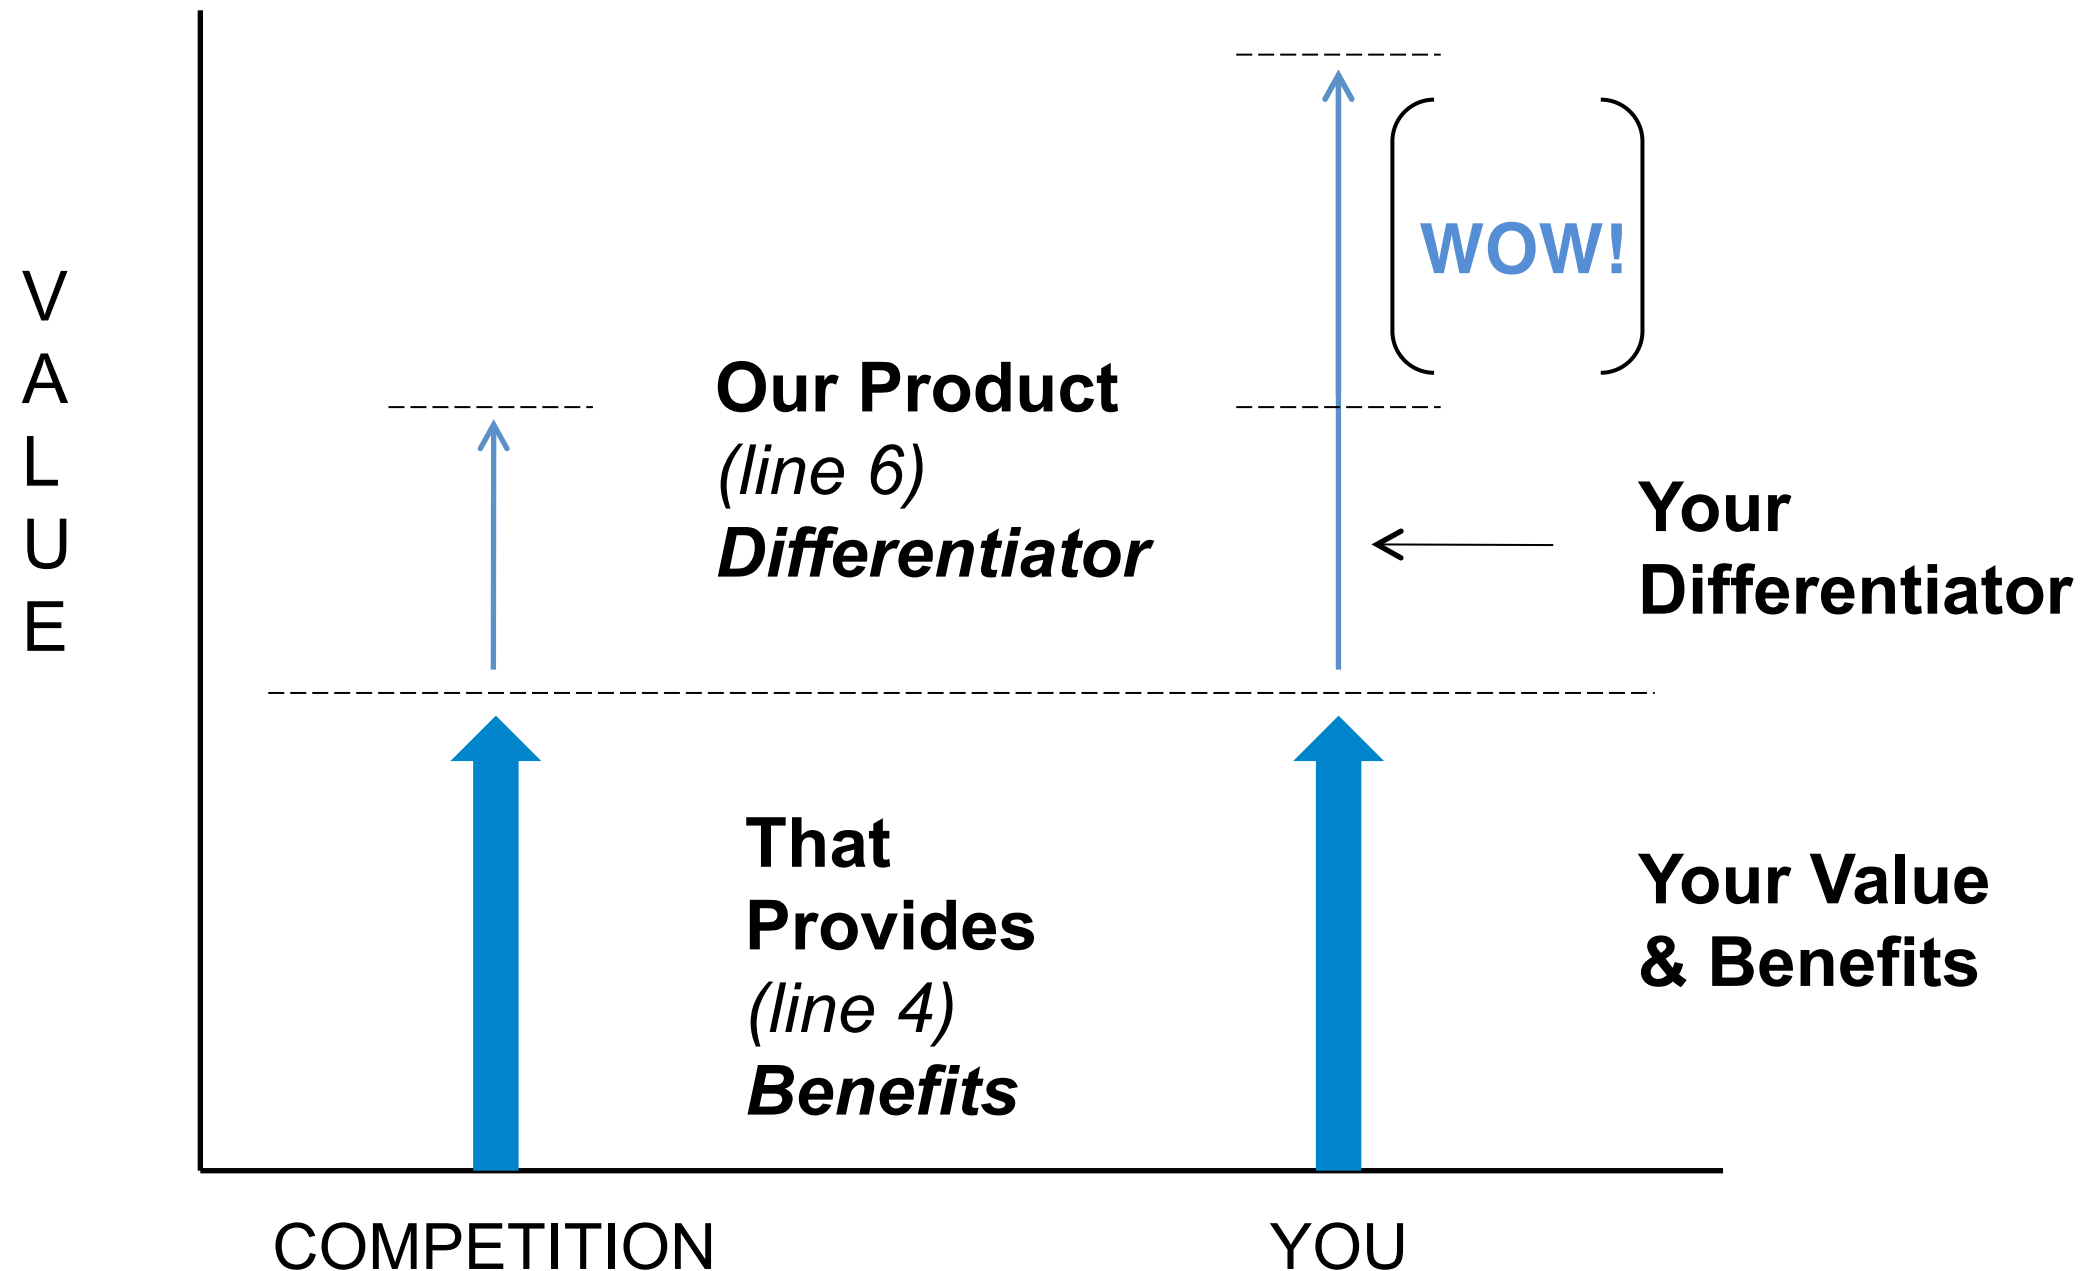 V
A
L
U
E
WOW!
Our Product
(line 6)
Differentiator
Your
Differentiator
That
Provides
(line 4)
Benefits
Your Value
& Benefits
COMPETITION
YOU